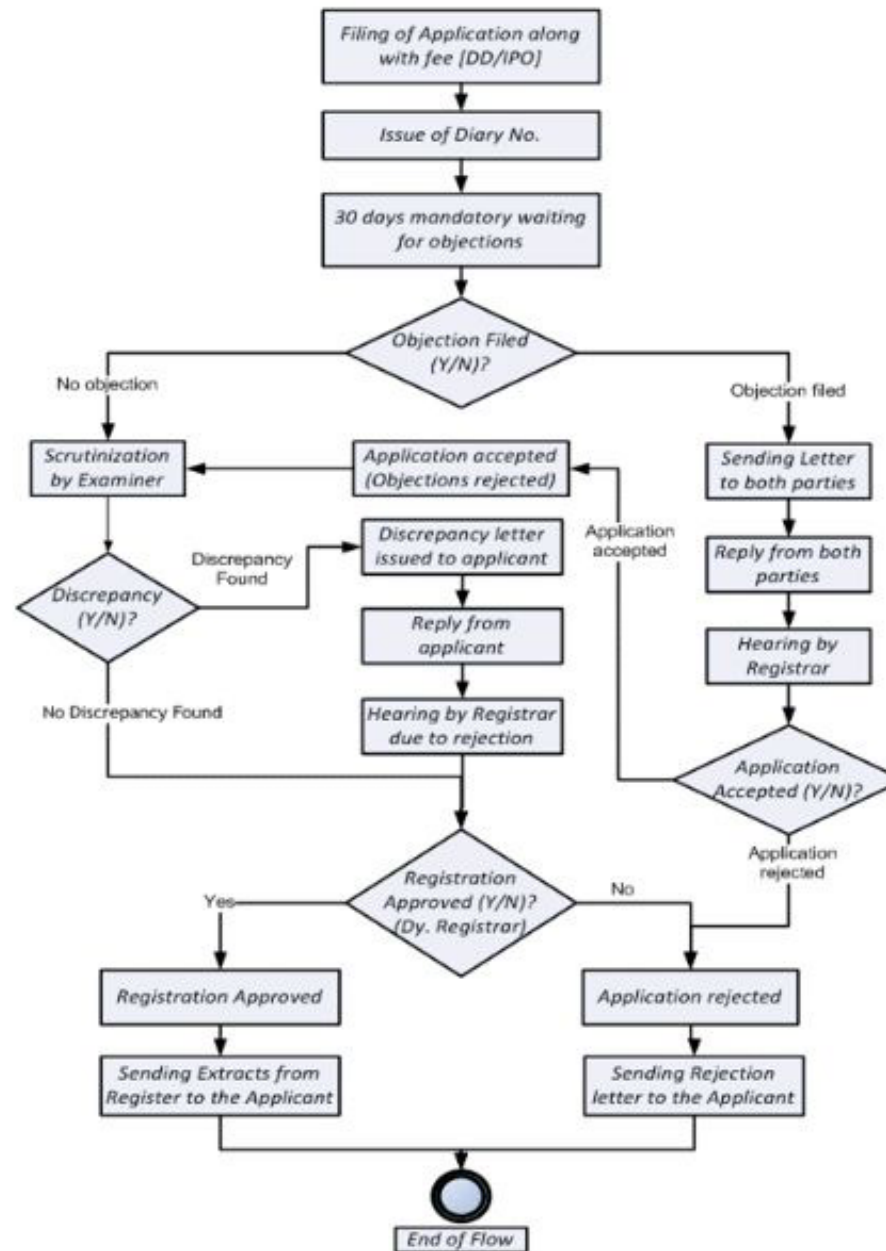 Filing of Application along
with fee [DD/IPO]
Issue of Diary No.
30 days mandatory waiting
for objections
Objection Filed
(Y/N)?
No objection
Objection filed
Scrutinization
by Examiner
Application accepted
(Objections rejected)
Sending Letter
to both parties
Application
accepted
Discrepancy letter
issued to applicant
Discrepancy
Found
Reply from both
parties
Discrepancy
(Y/N)?
Reply from
applicant
Hearing by
Registrar
No Discrepancy Found
Hearing by Registrar
due to rejection
Application
Accepted (Y/N)?
Application
rejected
Registration
Approved (Y/N)?
(Dy. Registrar)
Yes
No
Registration Approved
Application rejected
Sending Extracts from
Register to the Applicant
Sending Rejection
letter to the Applicant
End of Flow